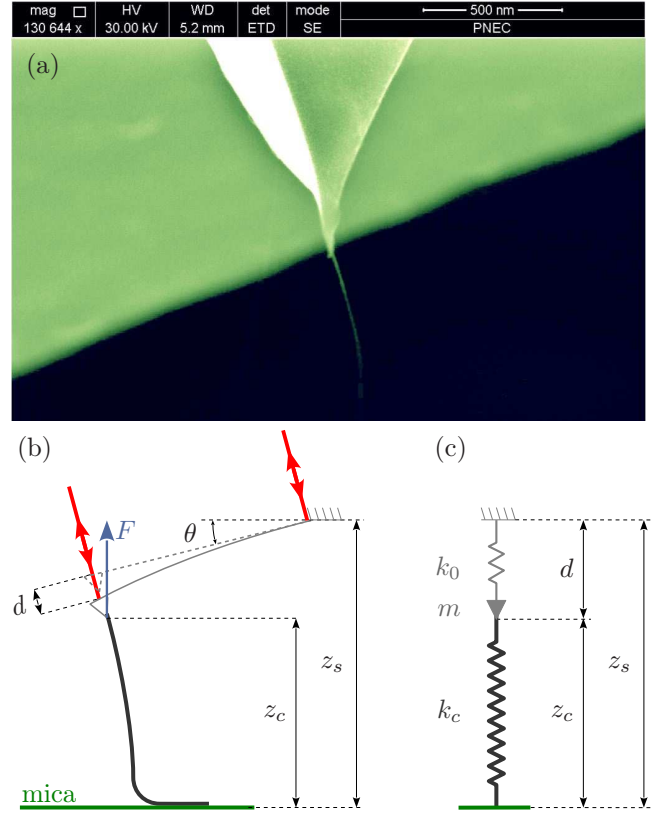 mag HV WD det mode 500 nm
130 644 x 30.00 kV 5.2 mm ETD SE PNEC
(a)
(b) (c)
F
θ
d
k₀
d
m
z_s
z_s
z_c
k_c
z_c
mica